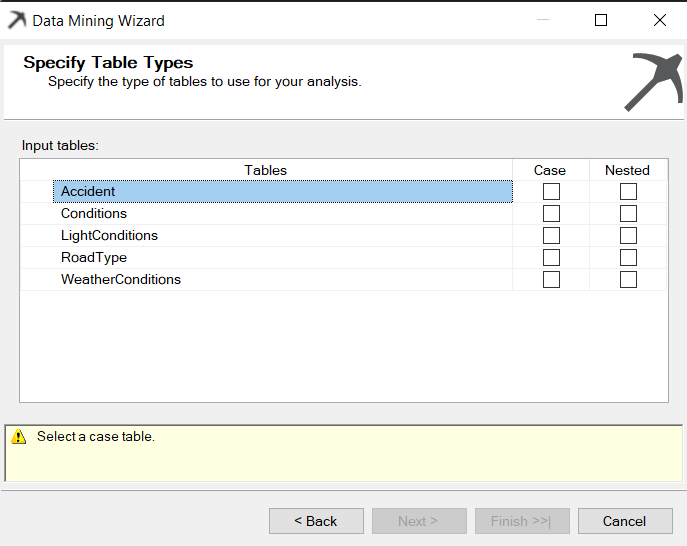 Data Mining Wizard
Specify Table Types
Specify the type of tables to use for your analysis.
Input tables:
Tables Case Nested
Accident
Conditions
LightConditions
RoadType
WeatherConditions
Select a case table.
< Back Next > Finish >>| Cancel